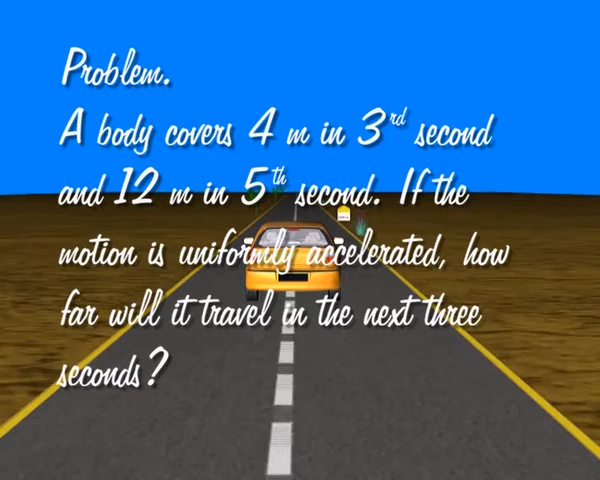 Problem.
A body covers 4 m in 3rd second
and 12 m in 5th second. If the
motion is uniformly accelerated, how
far will it travel in the next three
seconds?